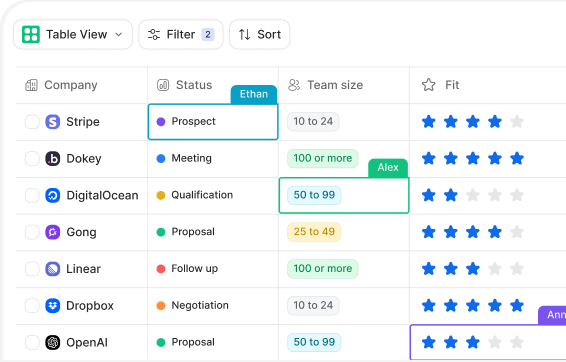 Table View Filter 2 Sort
Company Status Team size Fit
Ethan
Stripe Prospect 10 to 24
Dokey Meeting 100 or more
Alex
DigitalOcean Qualification 50 to 99
Gong Proposal 25 to 49
Linear Follow up 100 or more
Dropbox Negotiation 10 to 24
Ann
OpenAI Proposal 50 to 99